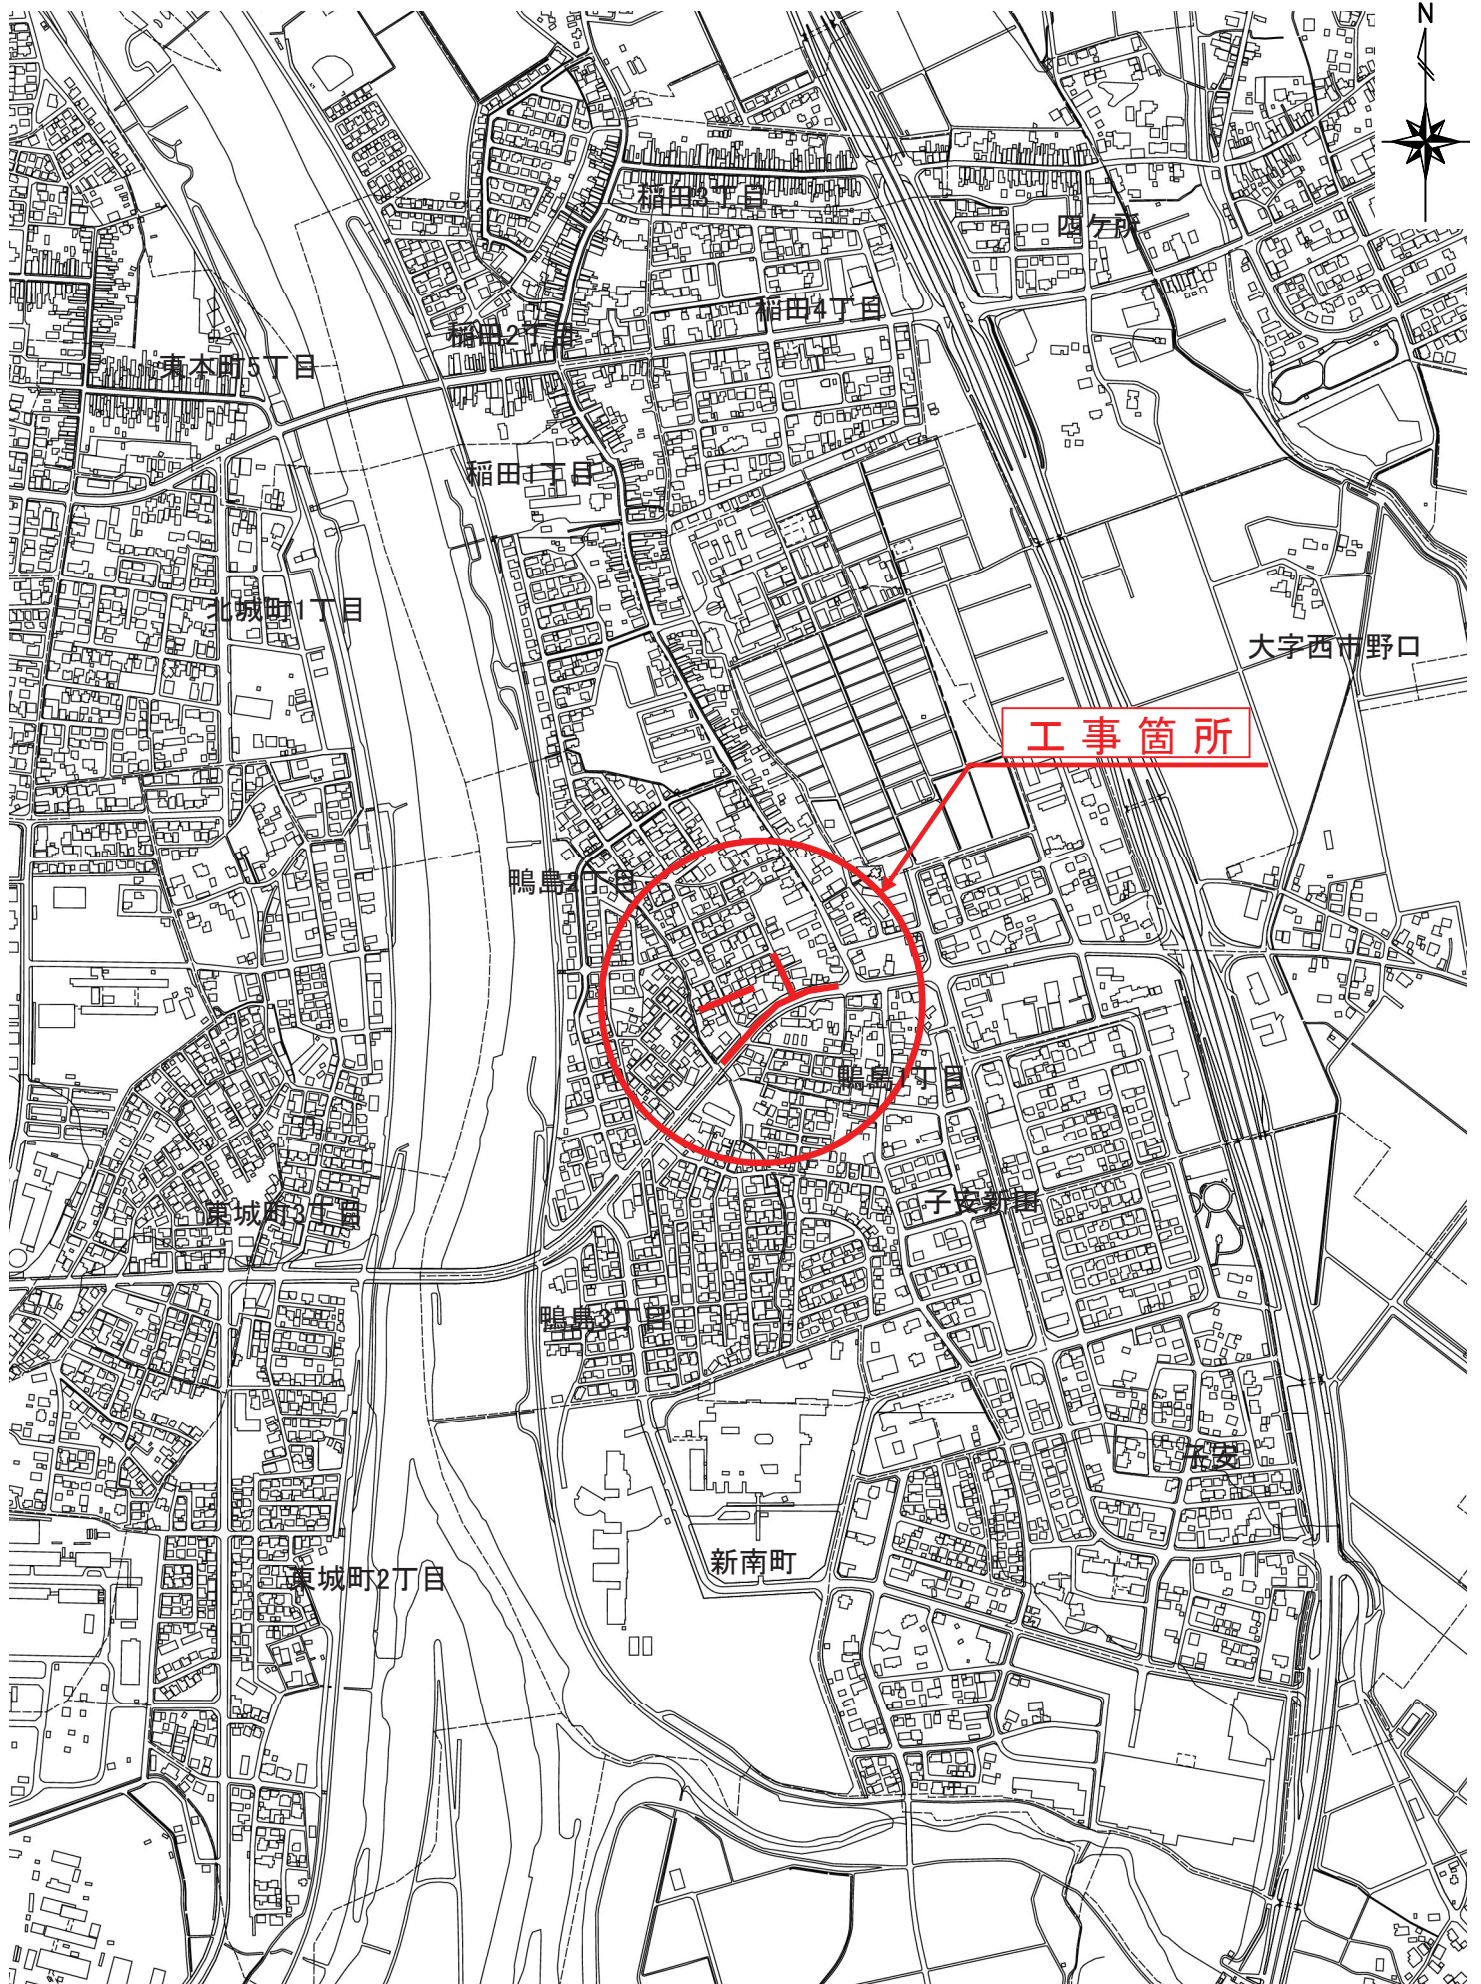 N
稲田3丁目
四ケ所
稲田4丁目
稲田2丁目
東本町5丁目
稲田1丁目
北城町1丁目
大字西市野口
工事箇所
鴨島2丁目
鴨島1丁目
子安新田
東城町3丁目
鴨島3丁目
子安
新南町
東城町2丁目